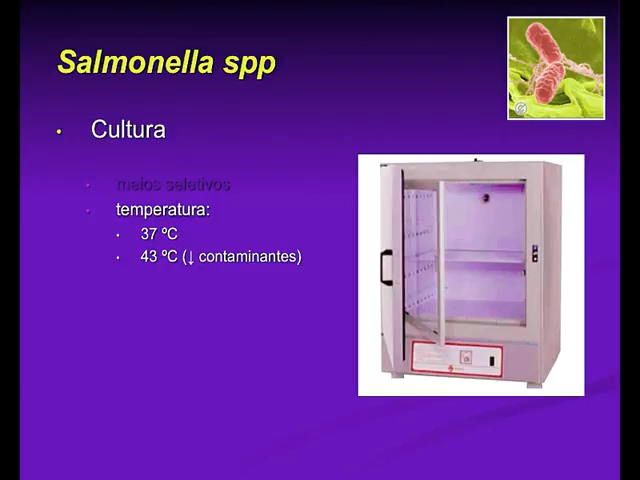 Salmonella spp
• Cultura
• meios seletivos
• temperatura:
• 37 ºC
• 43 ºC (↓ contaminantes)